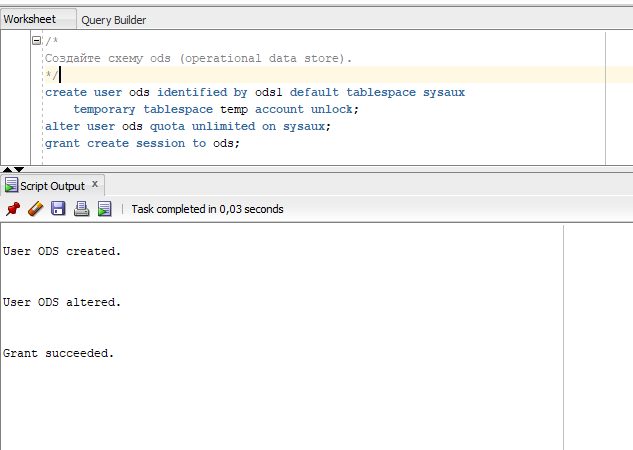 Worksheet
Query Builder
/*
Создайте схему ods (operational data store).
*/
create user ods identified by ods1 default tablespace sysaux
temporary tablespace temp account unlock;
alter user ods quota unlimited on sysaux;
grant create session to ods;
Script Output x
Task completed in 0,03 seconds
User ODS created.
User ODS altered.
Grant succeeded.